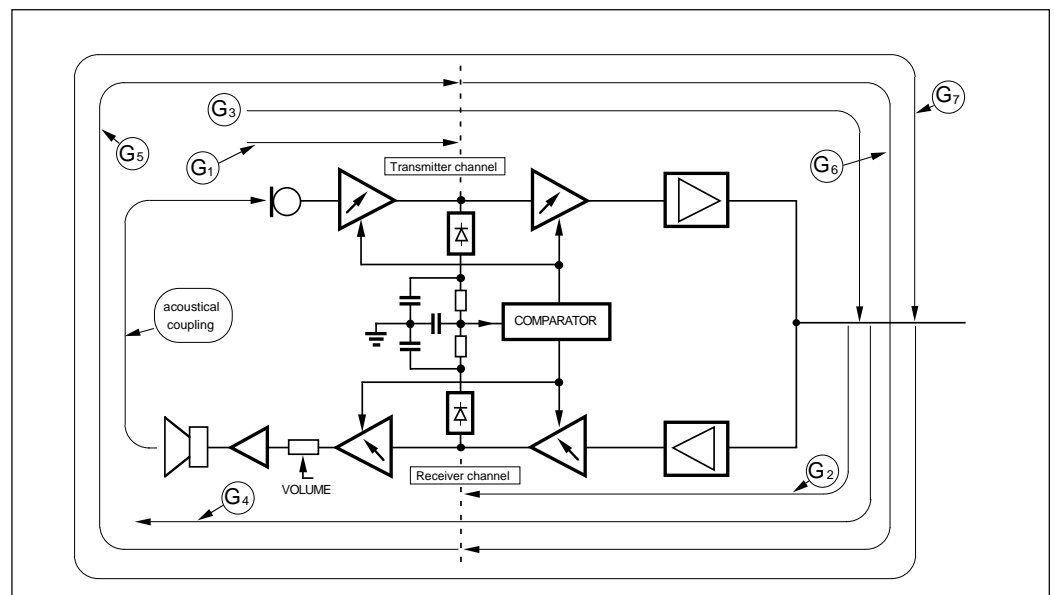 G3
G7
G5
G1
G6
Transmitter channel
acoustical
coupling
COMPARATOR
VOLUME
Receiver channel
G2
G4